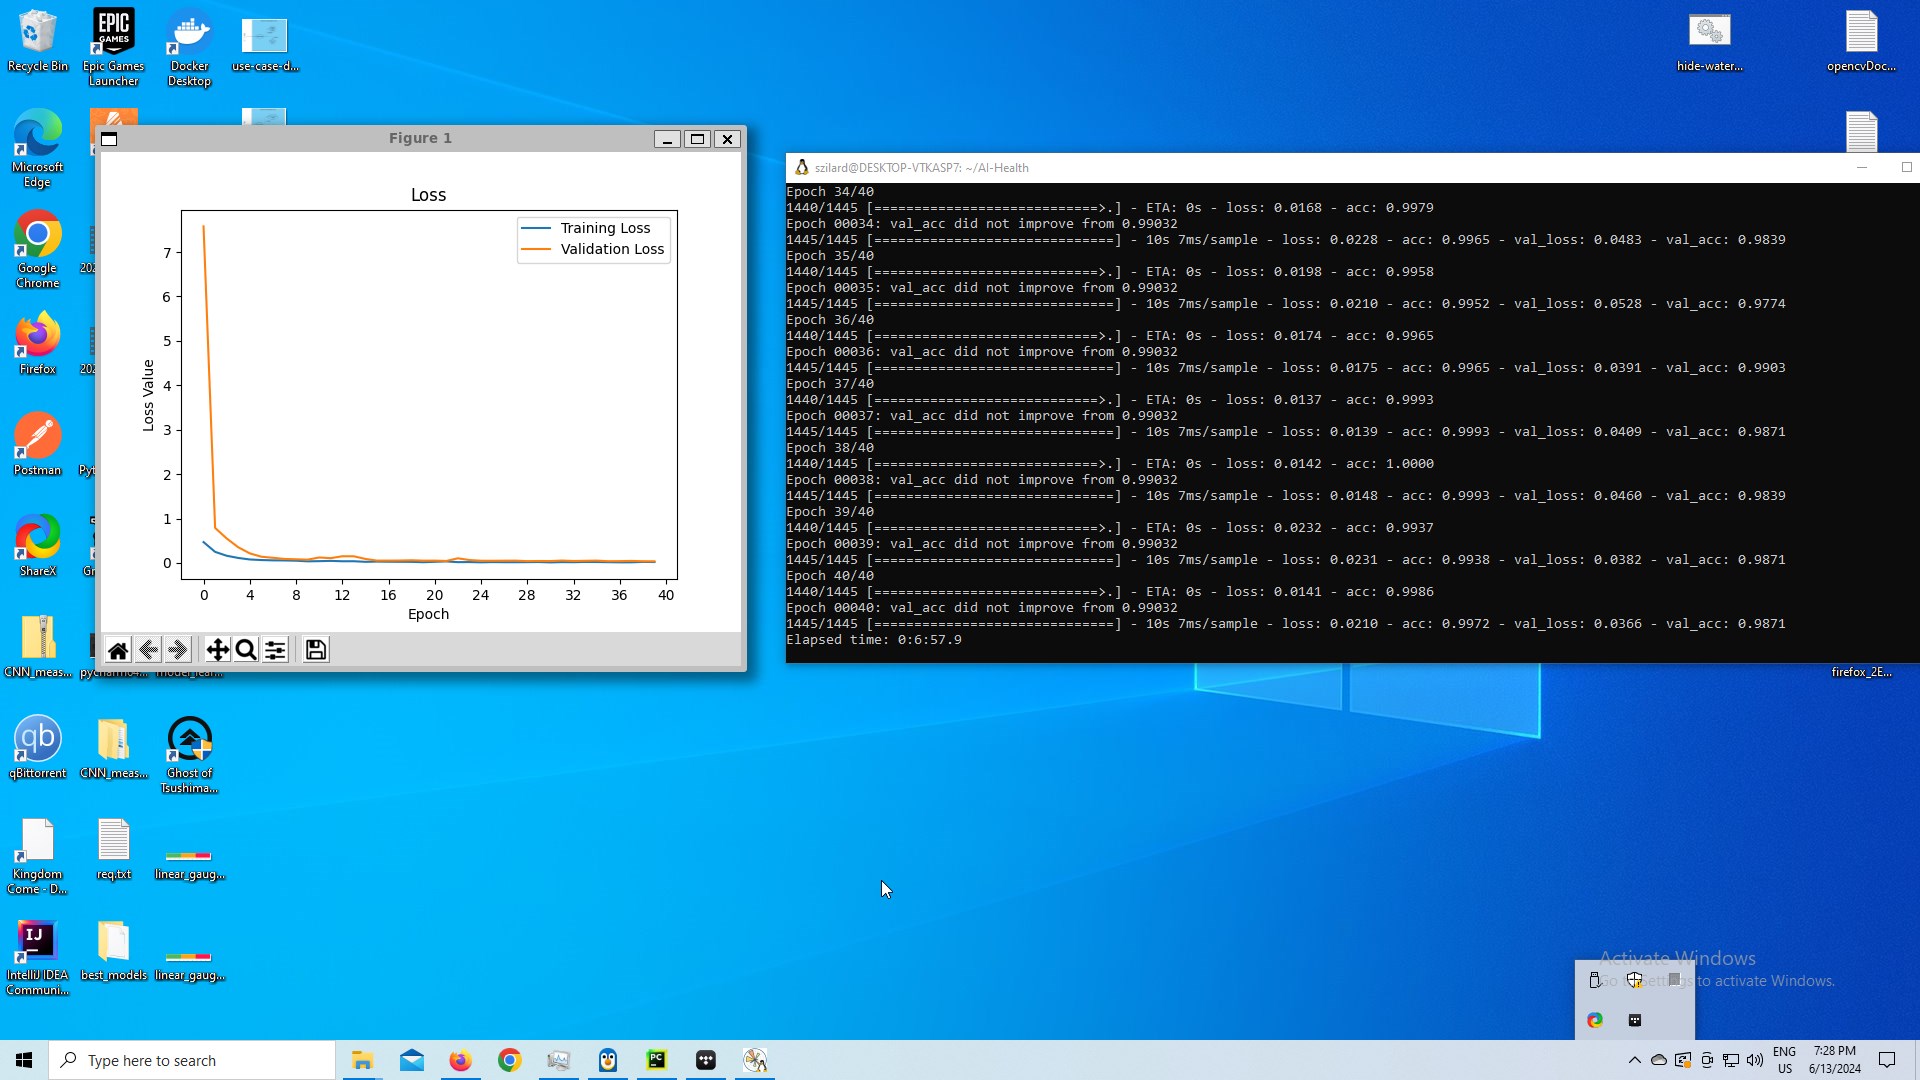 Recycle Bin
Epic Games
Launcher
Docker
Desktop
use-case-d...
hide-water...
opencvDoc...
Microsoft
Edge
Google
Chrome
Firefox
Postman
ShareX
CNN_meas...
firefox_2E...
qBittorrent
CNN_meas...
Ghost of
Tsushima...
Kingdom
Come - D...
req.txt
linear_gaug...
IntelliJ IDEA
Communi...
best_models
linear_gaug...
Figure 1
Loss
Training Loss
Validation Loss
Loss Value
7
6
5
4
3
2
1
0
0 4 8 12 16 20 24 28 32 36 40
Epoch
szilard@DESKTOP-VTKASP7: ~/AI-Health
Epoch 34/40
1440/1445 [============================>.] - ETA: 0s - loss: 0.0168 - acc: 0.9979
Epoch 00034: val_acc did not improve from 0.99032
1445/1445 [==============================] - 10s 7ms/sample - loss: 0.0228 - acc: 0.9965 - val_loss: 0.0483 - val_acc: 0.9839
Epoch 35/40
1440/1445 [============================>.] - ETA: 0s - loss: 0.0198 - acc: 0.9958
Epoch 00035: val_acc did not improve from 0.99032
1445/1445 [==============================] - 10s 7ms/sample - loss: 0.0210 - acc: 0.9952 - val_loss: 0.0528 - val_acc: 0.9774
Epoch 36/40
1440/1445 [============================>.] - ETA: 0s - loss: 0.0174 - acc: 0.9965
Epoch 00036: val_acc did not improve from 0.99032
1445/1445 [==============================] - 10s 7ms/sample - loss: 0.0175 - acc: 0.9965 - val_loss: 0.0391 - val_acc: 0.9903
Epoch 37/40
1440/1445 [============================>.] - ETA: 0s - loss: 0.0137 - acc: 0.9993
Epoch 00037: val_acc did not improve from 0.99032
1445/1445 [==============================] - 10s 7ms/sample - loss: 0.0139 - acc: 0.9993 - val_loss: 0.0409 - val_acc: 0.9871
Epoch 38/40
1440/1445 [============================>.] - ETA: 0s - loss: 0.0142 - acc: 1.0000
Epoch 00038: val_acc did not improve from 0.99032
1445/1445 [==============================] - 10s 7ms/sample - loss: 0.0148 - acc: 0.9993 - val_loss: 0.0460 - val_acc: 0.9839
Epoch 39/40
1440/1445 [============================>.] - ETA: 0s - loss: 0.0232 - acc: 0.9937
Epoch 00039: val_acc did not improve from 0.99032
1445/1445 [==============================] - 10s 7ms/sample - loss: 0.0231 - acc: 0.9938 - val_loss: 0.0382 - val_acc: 0.9871
Epoch 40/40
1440/1445 [============================>.] - ETA: 0s - loss: 0.0141 - acc: 0.9986
Epoch 00040: val_acc did not improve from 0.99032
1445/1445 [==============================] - 10s 7ms/sample - loss: 0.0210 - acc: 0.9972 - val_loss: 0.0366 - val_acc: 0.9871
Elapsed time: 0:6:57.9
Activate Windows
Go to Settings to activate Windows.
Type here to search
ENG
US
7:28 PM
6/13/2024